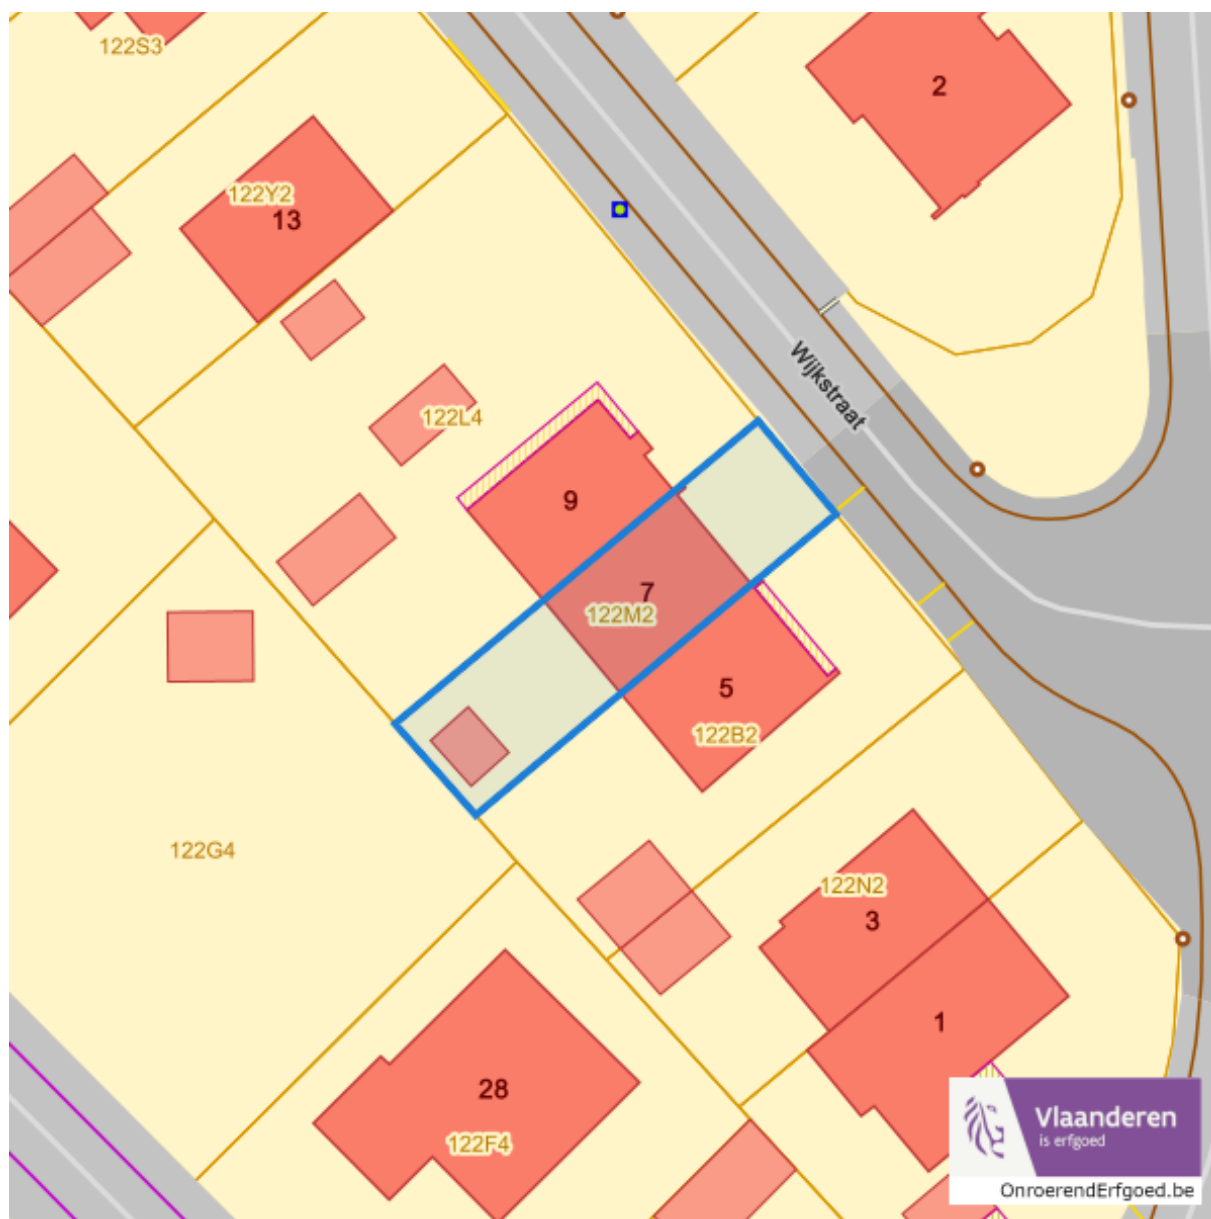 122S3
2
122Y2
13
Wijkstraat
122L4
9
7
122M2
5
122B2
122G4
122N2
3
1
28
122F4
Vlaanderen
is erfgoed
OnroerendErfgoed.be